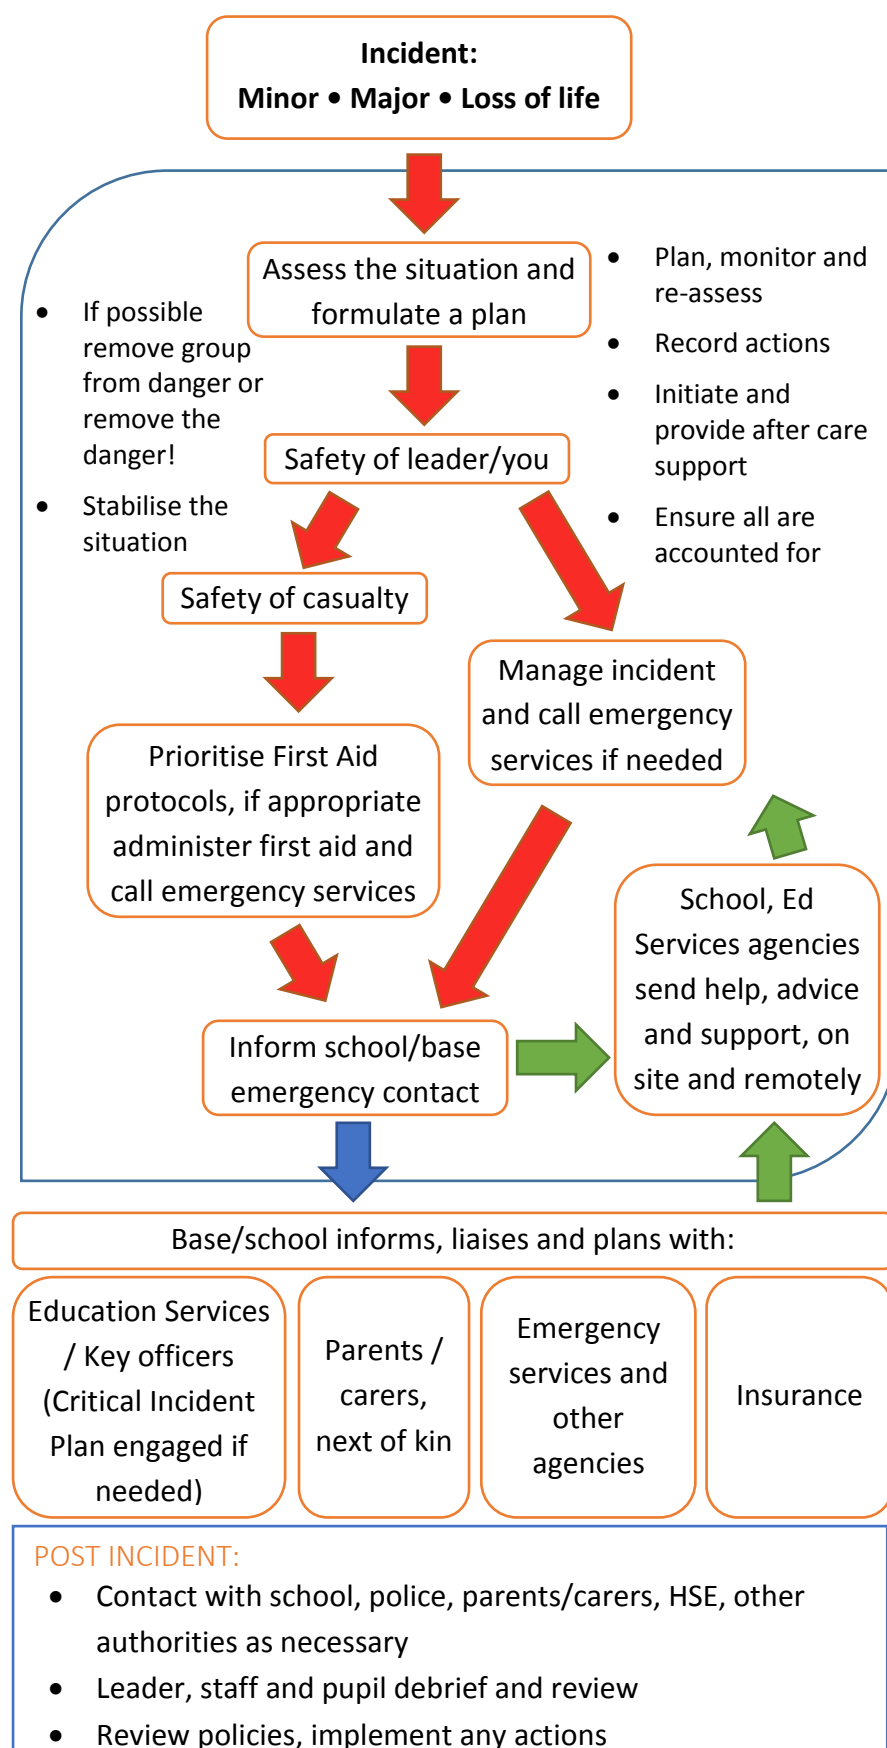 Incident:
Minor • Major • Loss of life
Assess the situation and
formulate a plan
• If possible
remove group
from danger or
remove the
danger!
• Stabilise the
situation
• Plan, monitor and
re-assess
• Record actions
• Initiate and
provide after care
support
• Ensure all are
accounted for
Safety of leader/you
Safety of casualty
Manage incident
and call emergency
services if needed
Prioritise First Aid
protocols, if appropriate
administer first aid and
call emergency services
School, Ed
Services agencies
send help, advice
and support, on
site and remotely
Inform school/base
emergency contact
Base/school informs, liaises and plans with:
Education Services
/ Key officers
(Critical Incident
Plan engaged if
needed)
Parents /
carers,
next of kin
Emergency
services and
other
agencies
Insurance
POST INCIDENT:
• Contact with school, police, parents/carers, HSE, other
authorities as necessary
• Leader, staff and pupil debrief and review
• Review policies, implement any actions